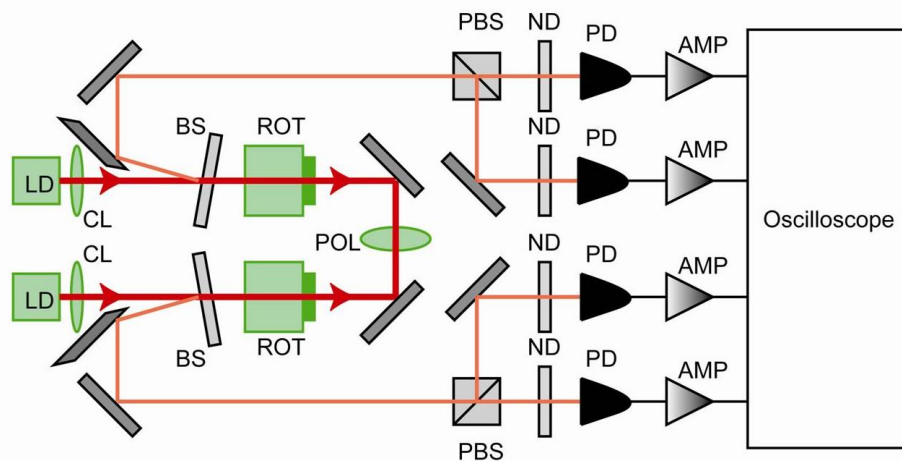 PBS
ND
PD
AMP
BS
ROT
ND
PD
AMP
LD
CL
Oscilloscope
POL
CL
ND
PD
AMP
LD
BS
ROT
ND
PD
AMP
PBS